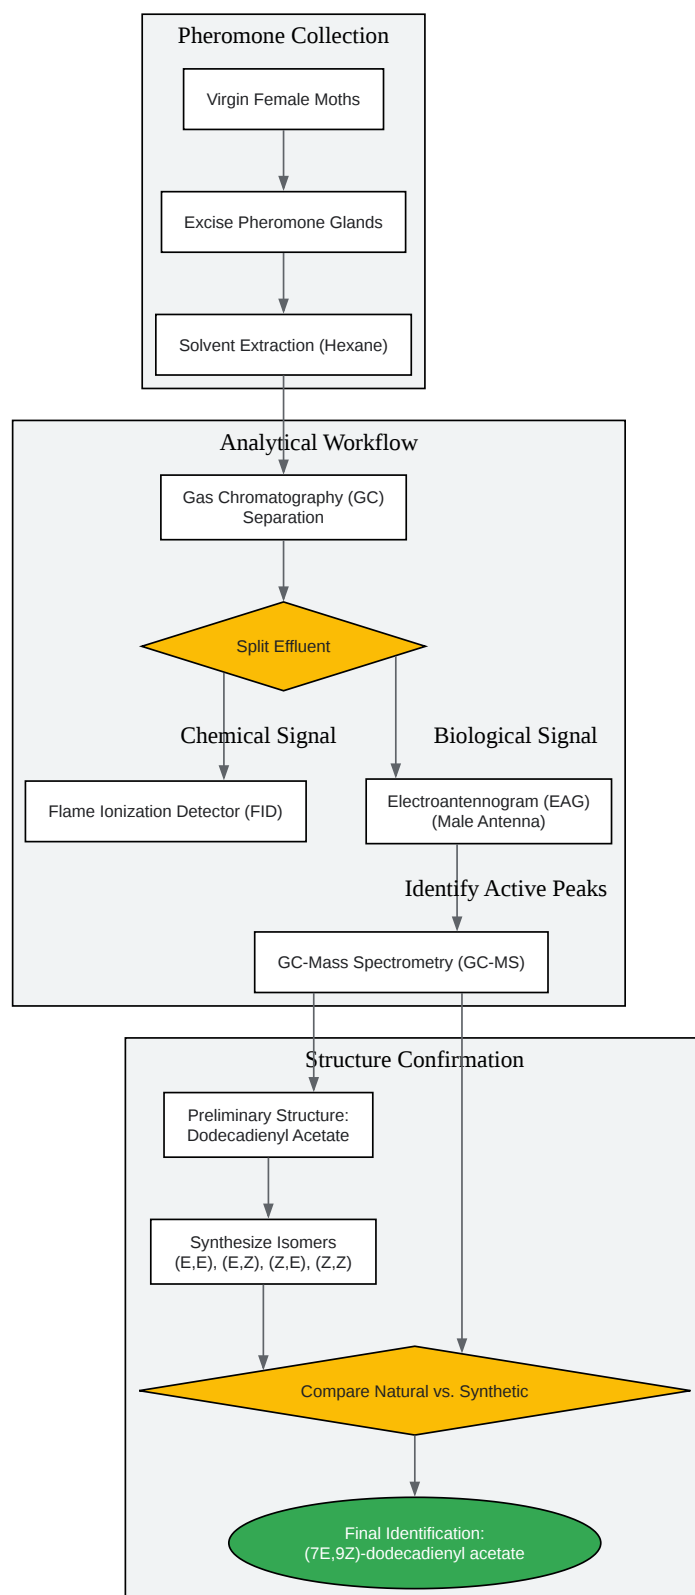 Pheromone Collection
Virgin Female Moths
Excise Pheromone Glands
Solvent Extraction (Hexane)
Analytical Workflow
Gas Chromatography (GC)
Separation
Split Effluent
Chemical Signal
Biological Signal
Flame Ionization Detector (FID)
Electroantennogram (EAG)
(Male Antenna)
Identify Active Peaks
GC-Mass Spectrometry (GC-MS)
Structure Confirmation
Preliminary Structure:
Dodecadienyl Acetate
Synthesize Isomers
(E,E), (E,Z), (Z,E), (Z,Z)
Compare Natural vs. Synthetic
Final Identification:
(7E,9Z)-dodecadienyl acetate